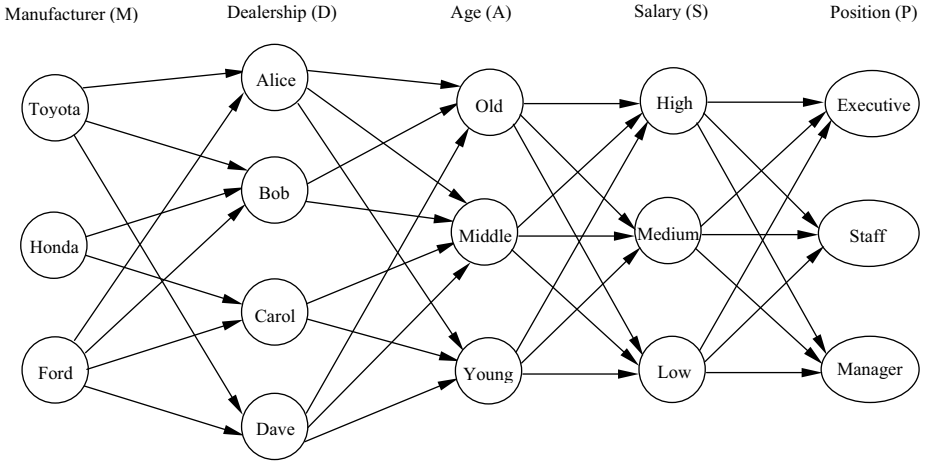 Manufacturer (M) Dealership (D) Age (A) Salary (S) Position (P)
Toyota
Honda
Ford
Alice
Bob
Carol
Dave
Old
Middle
Young
High
Medium
Low
Executive
Staff
Manager